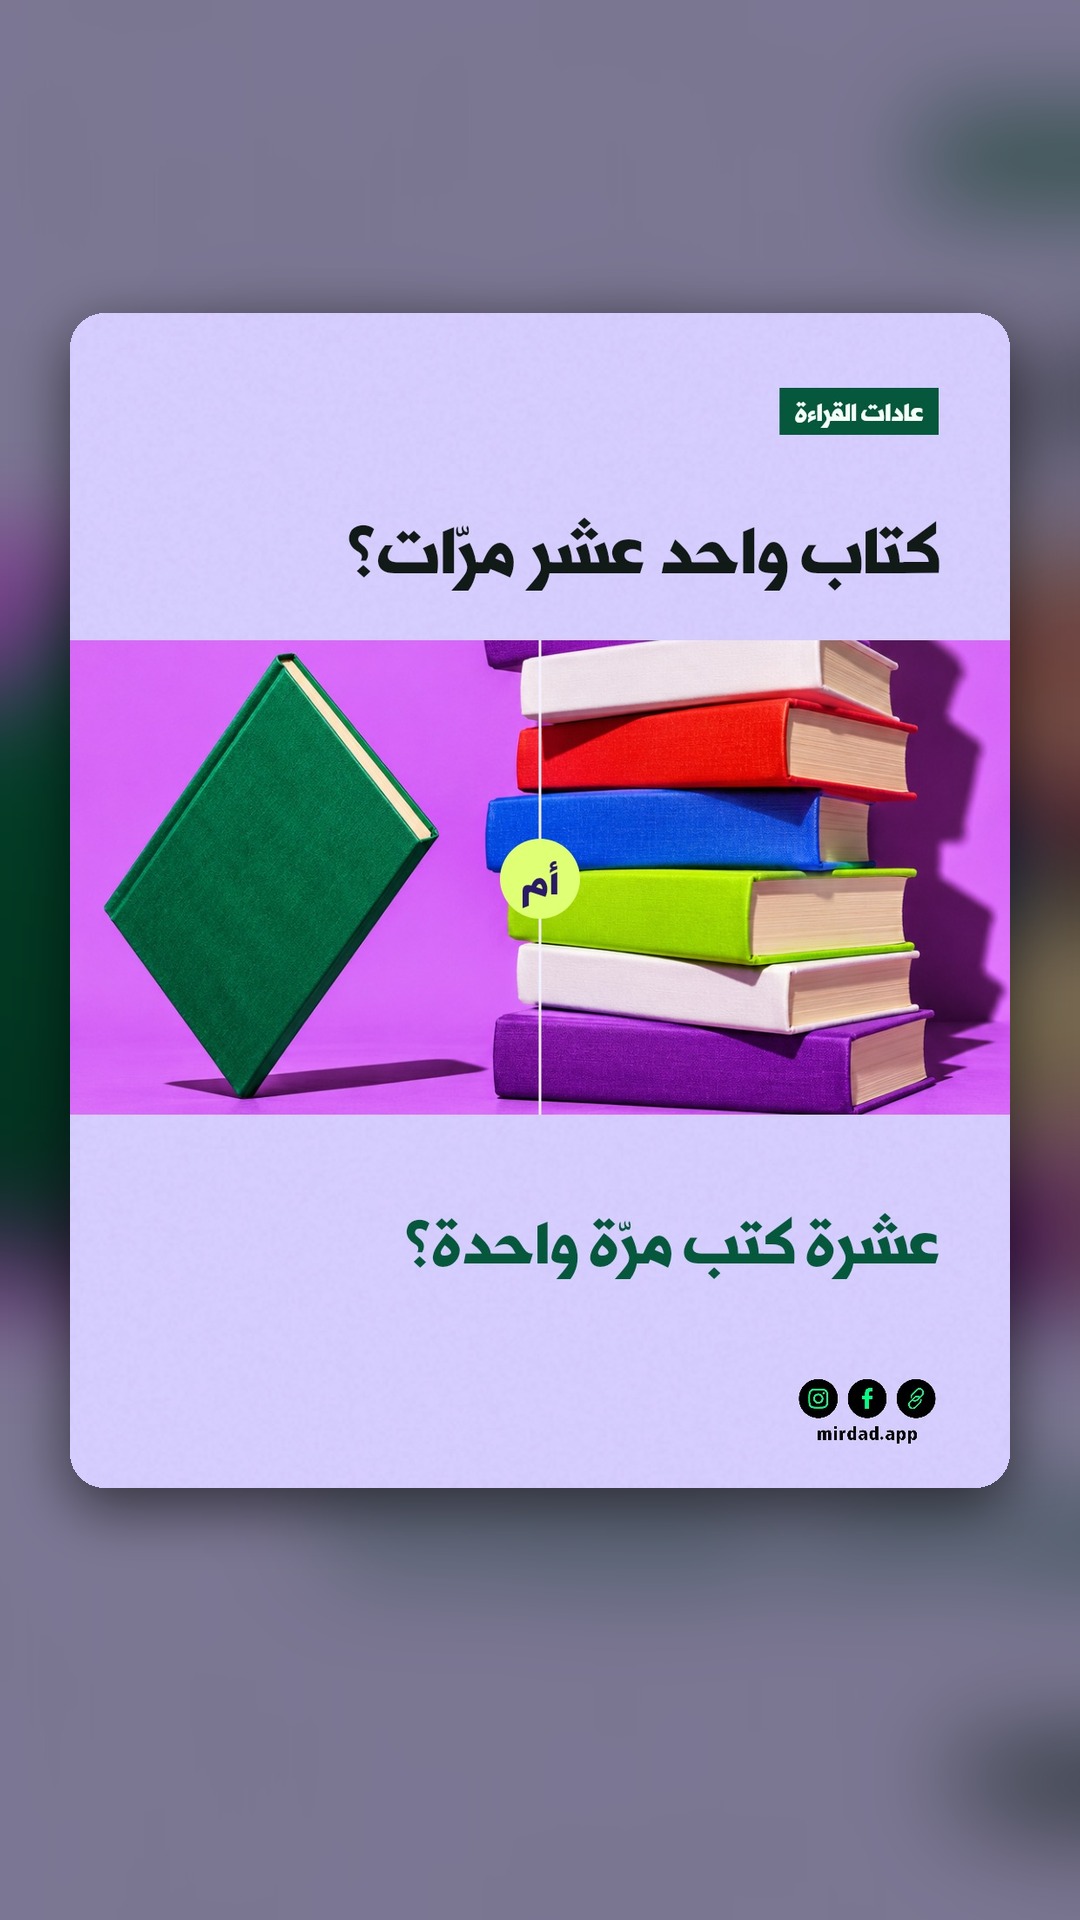 عادات القراءة
كتاب واحد عشر مرّات؟
أم
عشرة كتب مرّة واحدة؟
mirdad.app